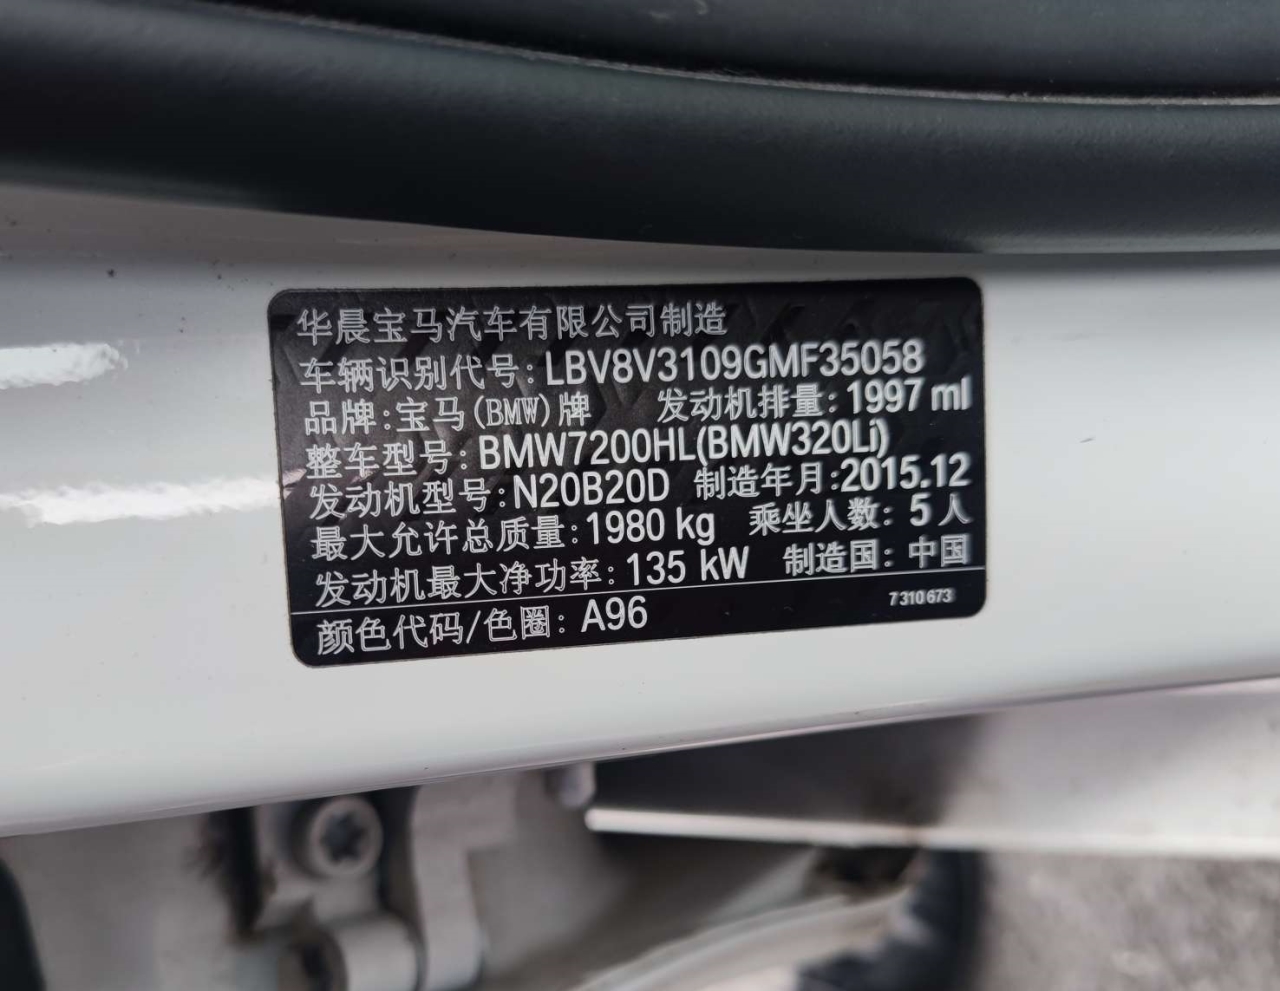 华晨宝马汽车有限公司制造
车辆识别代号: LBV8V3109GMF35058
品牌:宝马(BMW)牌 发动机排量: 1997 ml
整车型号: BMW7200HL(BMW320Li)
发动机型号: N20B20D 制造年月:2015.12
最大允许总质量:1980 kg 乘坐人数: 5人
发动机最大净功率: 135 kW 制造国: 中国
颜色代码/色圈: A96 7310673